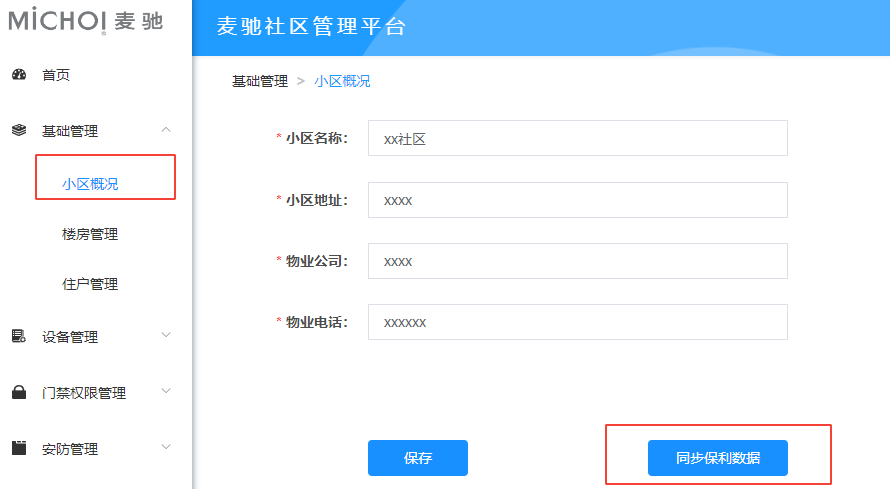 MiCHOI 麦驰
麦驰社区管理平台
首页
基础管理
小区概况
楼房管理
住户管理
设备管理
门禁权限管理
安防管理
基础管理 > 小区概况
* 小区名称: xx社区
* 小区地址: xxxx
* 物业公司: xxxx
* 物业电话: xxxxxx
保存
同步保利数据